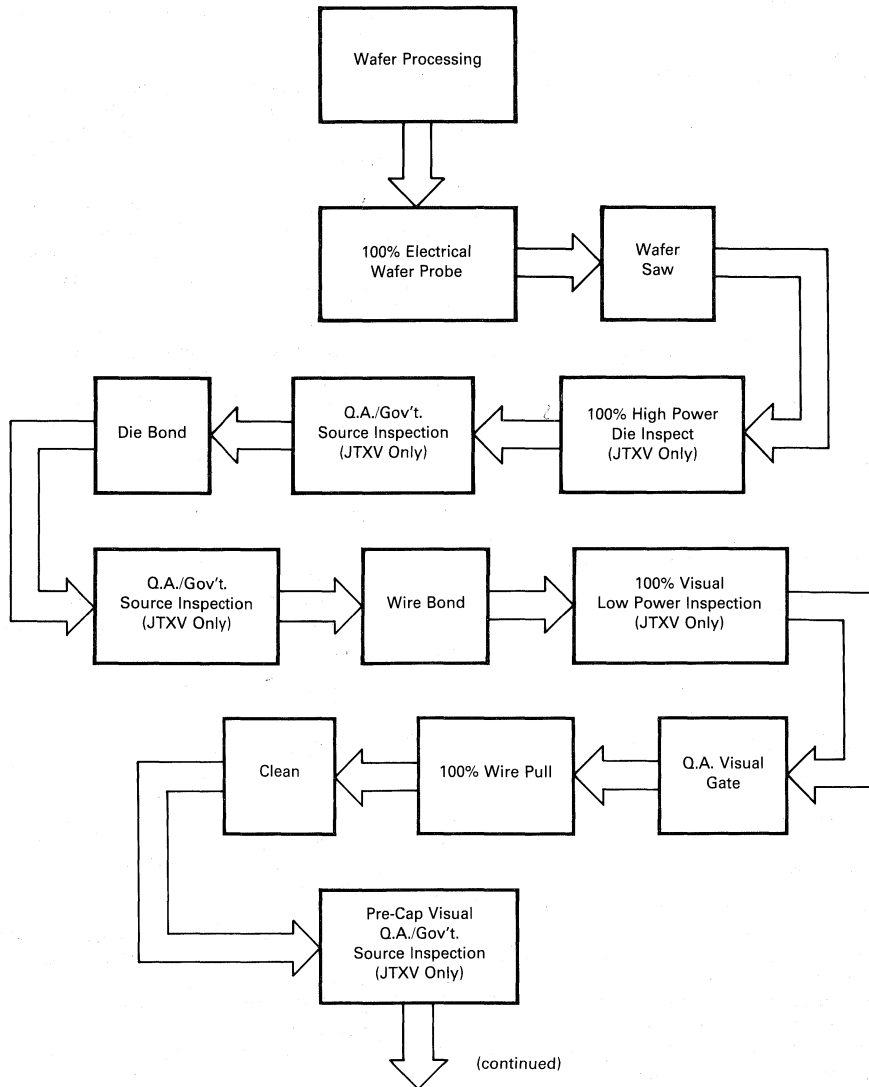 Wafer Processing
100% Electrical
Wafer Probe
Wafer
Saw
100% High Power
Die Inspect
(JTXV Only)
Q.A./Gov't.
Source Inspection
(JTXV Only)
Die Bond
Q.A./Gov't.
Source Inspection
(JTXV Only)
Wire Bond
100% Visual
Low Power Inspection
(JTXV Only)
Q.A. Visual
Gate
100% Wire Pull
Clean
Pre-Cap Visual
Q.A./Gov't.
Source Inspection
(JTXV Only)
(continued)